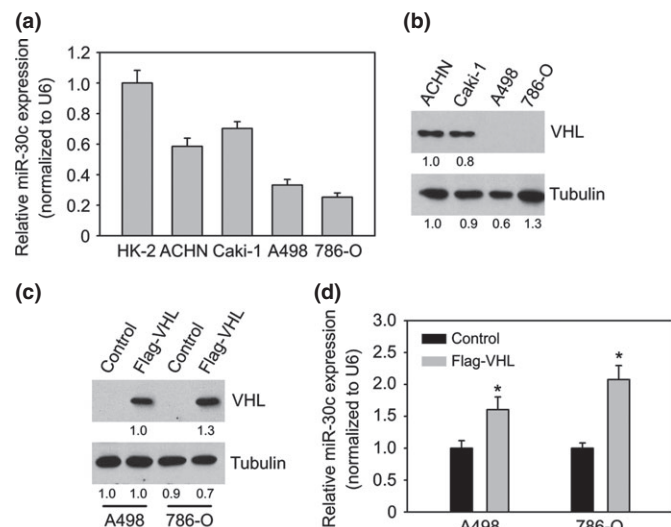 (a)
Relative miR-30c expression
(normalized to U6)
1.2
1.0
0.8
0.6
0.4
0.2
0
HK-2 ACHN Caki-1 A498 786-O
(b)
ACHN Caki-1 A498 786-O
VHL
1.0 0.8
Tubulin
1.0 0.9 0.6 1.3
(c)
Control Flag-VHL Control Flag-VHL
VHL
1.0 1.3
Tubulin
1.0 1.0 0.9 0.7
A498 786-O
(d)
Relative miR-30c expression
(normalized to U6)
3.0
2.5
2.0
1.5
1.0
0.5
0.0
Control
Flag-VHL
* *
A498 786-O